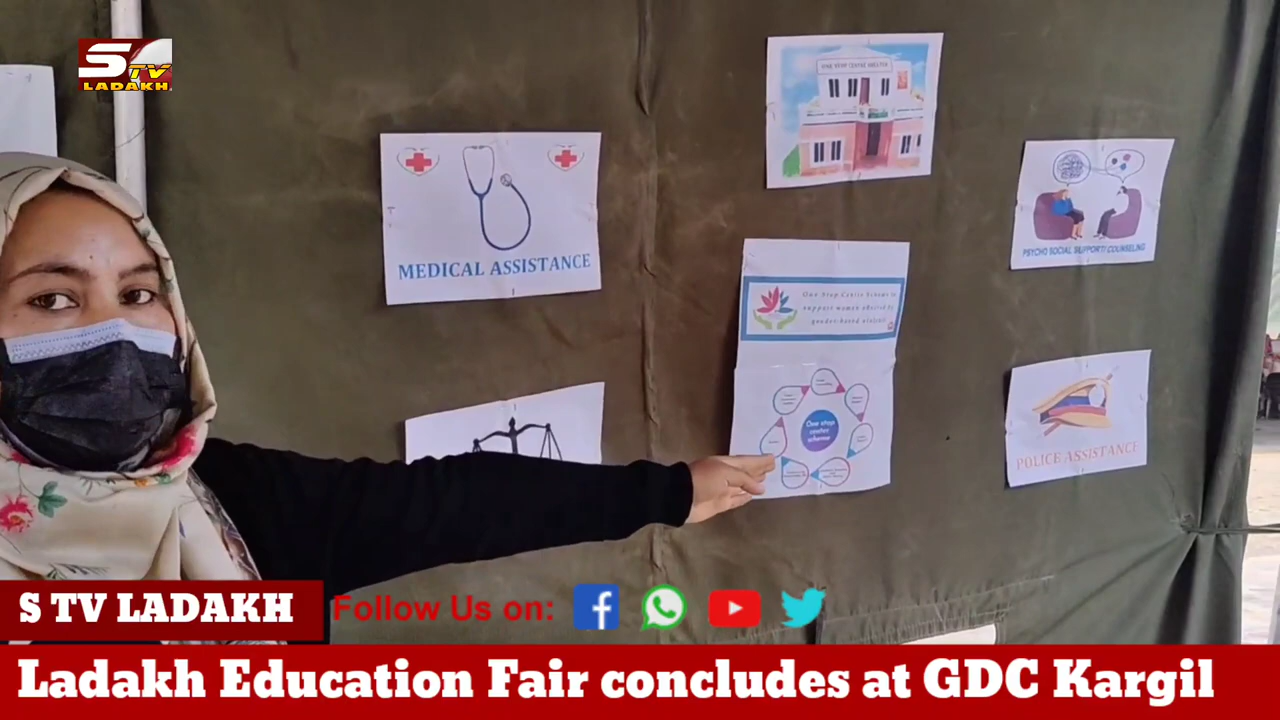 S TV
LADAKH
ONE STOP CENTRE
MEDICAL ASSISTANCE
PSYCHO SOCIAL SUPPORT/ COUNSELING
One Stop Centre Scheme to
support women affected by
gender-based violence
One stop
center
scheme
POLICE ASSISTANCE
S TV LADAKH
Follow Us on:
Ladakh Education Fair concludes at GDC Kargil